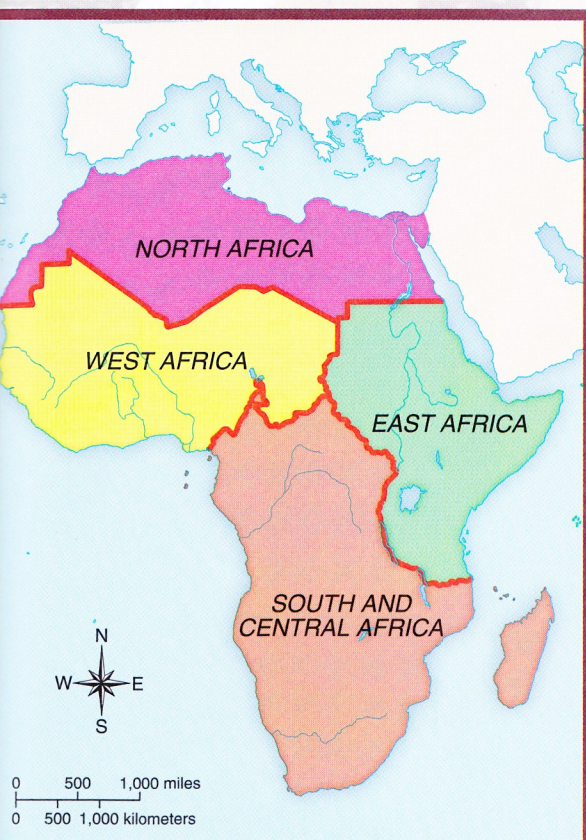 NORTH AFRICA
WEST AFRICA
EAST AFRICA
SOUTH AND
CENTRAL AFRICA
N
W E
S
0 500 1,000 miles
0 500 1,000 kilometers